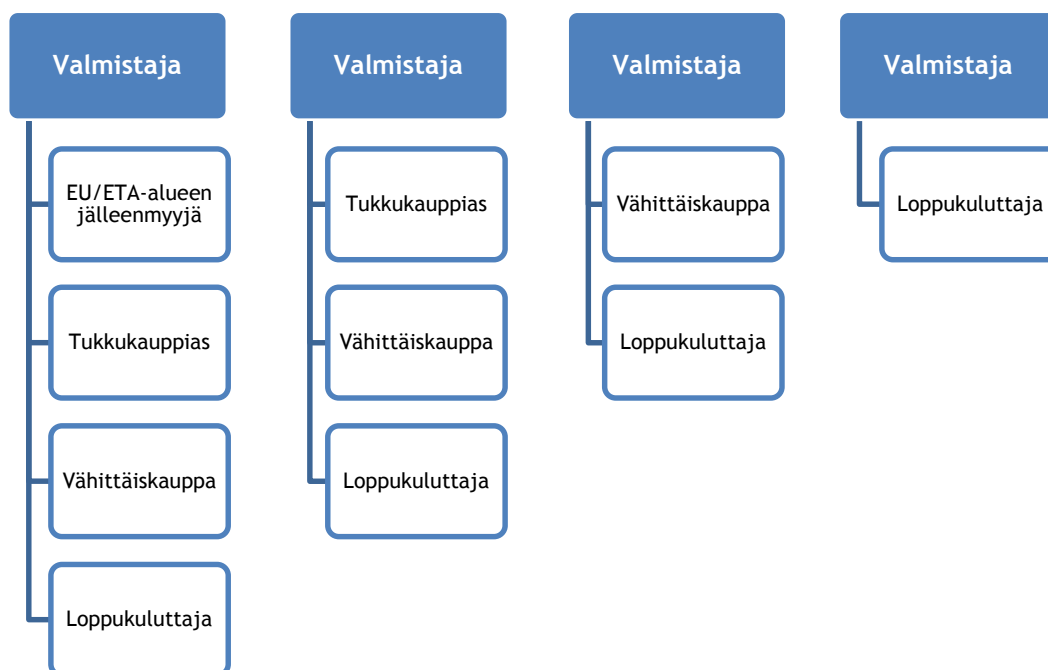 Valmistaja
EU/ETA-alueen
jälleenmyyjä
Tukkukauppias
Vähittäiskauppa
Loppukuluttaja
Valmistaja
Tukkukauppias
Vähittäiskauppa
Loppukuluttaja
Valmistaja
Vähittäiskauppa
Loppukuluttaja
Valmistaja
Loppukuluttaja